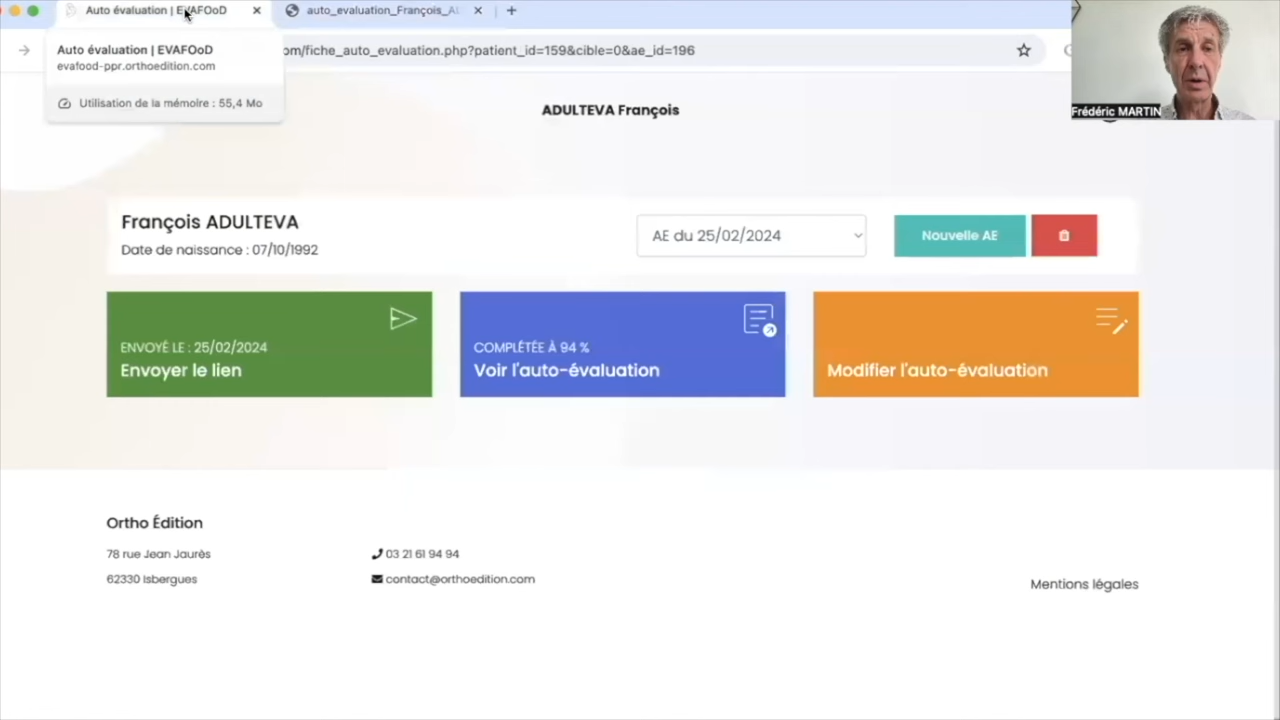 Auto évaluation | EVAFOoD
auto_evaluation_François_A
Auto évaluation | EVAFOoD
evafood-ppr.orthoedition.com
om/fiche_auto_evaluation.php?patient_id=159&cible=0&ae_id=196
Utilisation de la mémoire : 55,4 Mo
Frédéric MARTIN
ADULTEVA François
François ADULTEVA
Date de naissance : 07/10/1992
AE du 25/02/2024
Nouvelle AE
ENVOYÉ LE : 25/02/2024
Envoyer le lien
COMPLÉTÉE À 94 %
Voir l'auto-évaluation
Modifier l'auto-évaluation
Ortho Édition
78 rue Jean Jaurès
03 21 61 94 94
62330 Isbergues
contact@orthoedition.com
Mentions légales